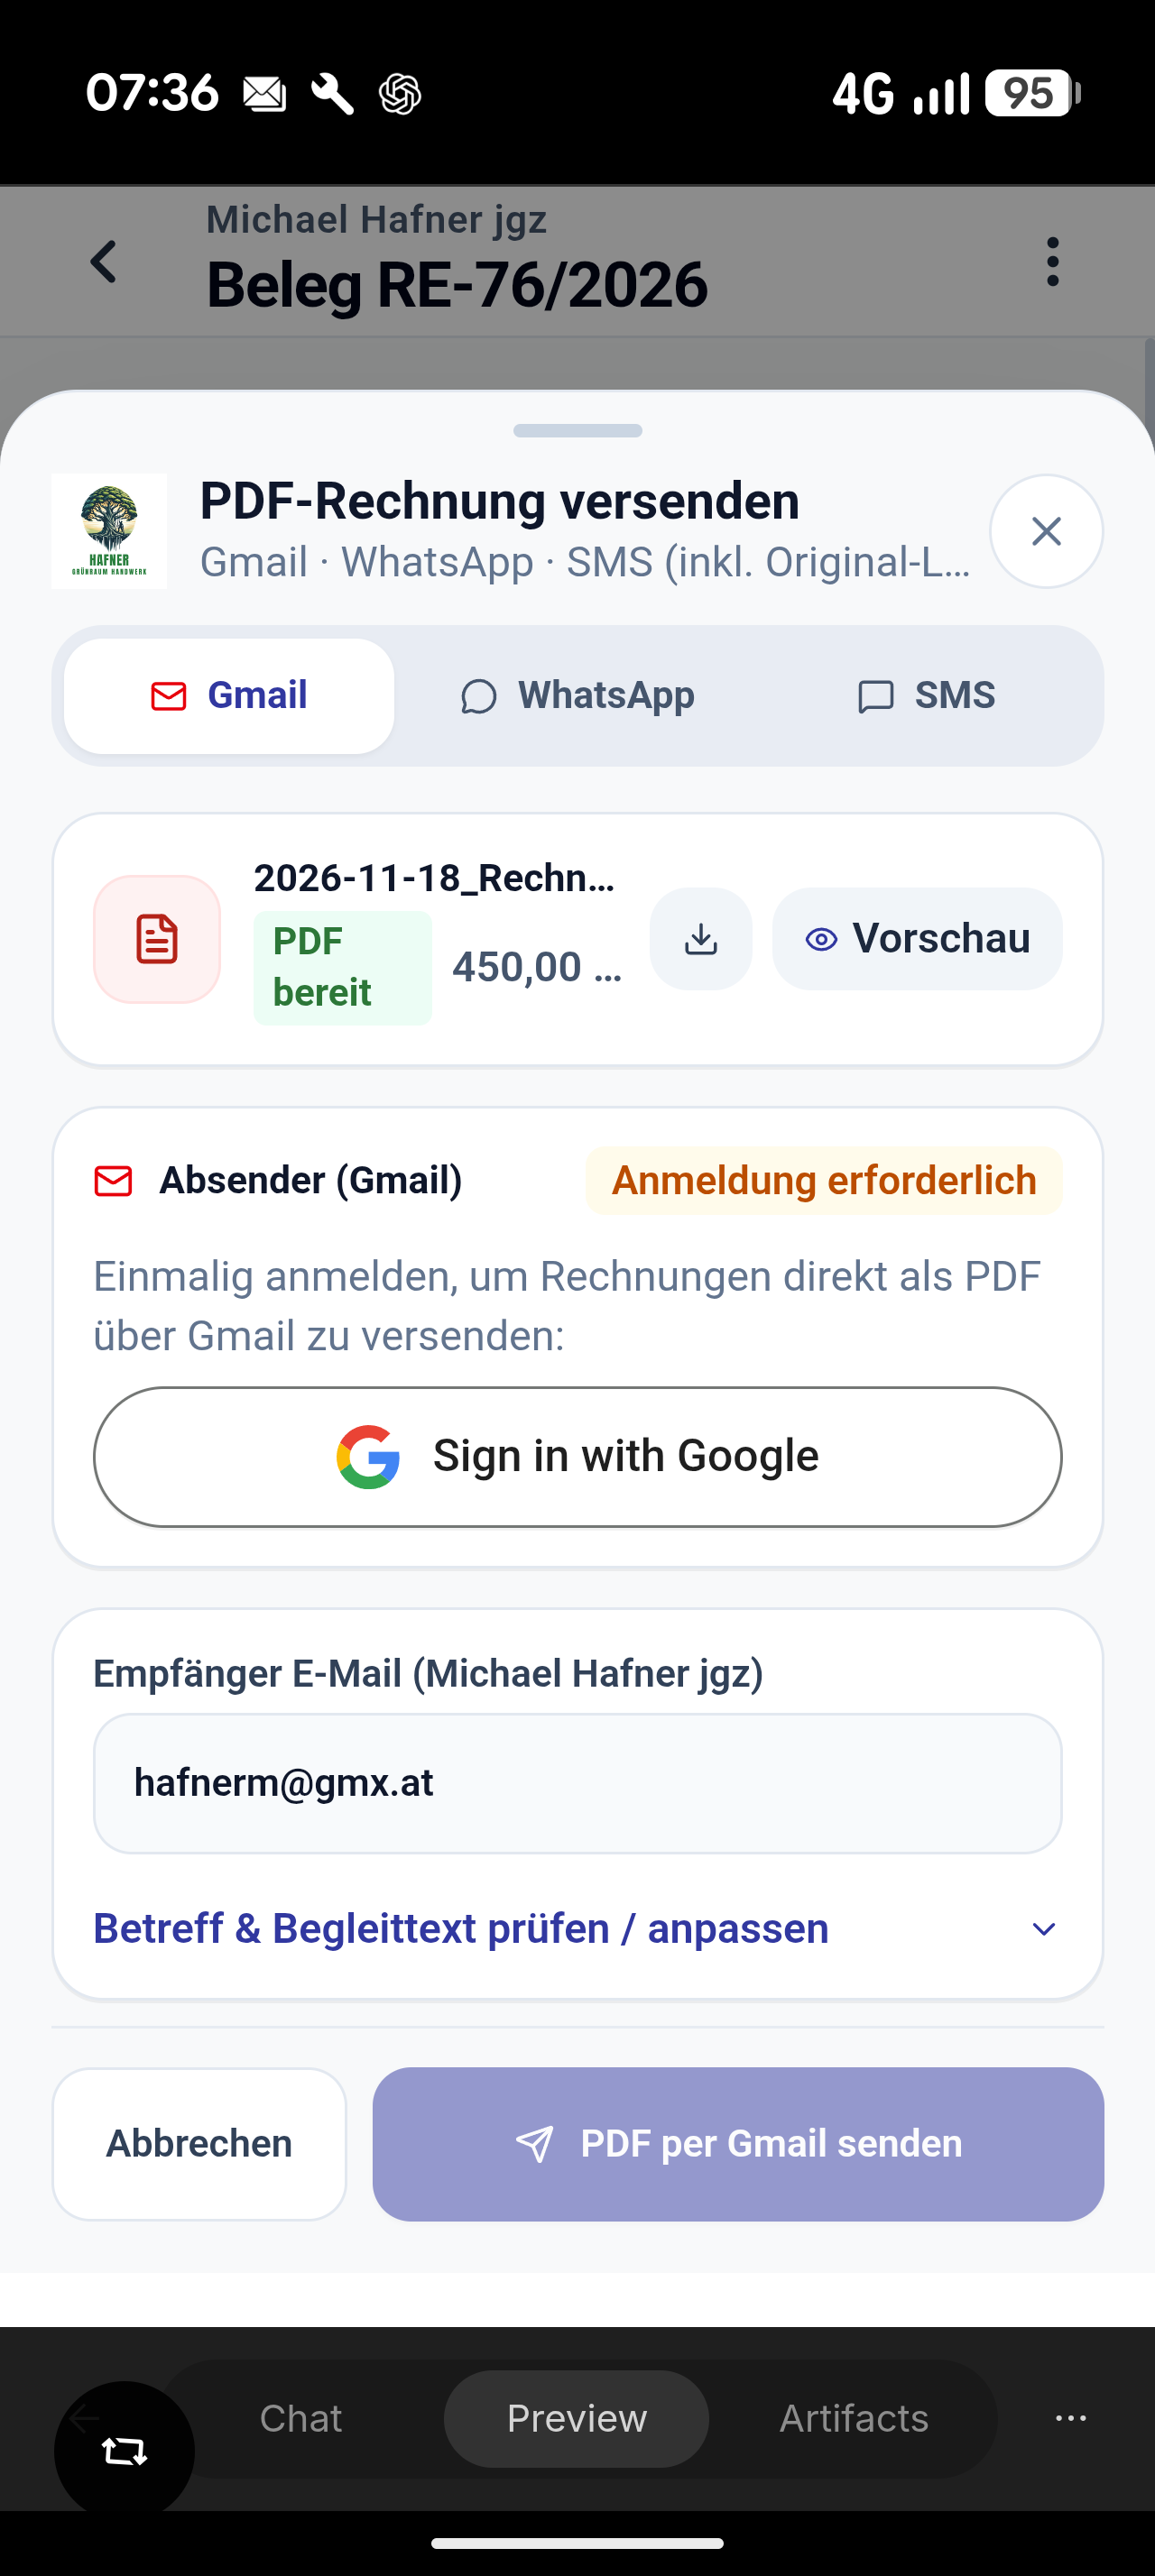 07:36
4G
95
Michael Hafner jgz
Beleg RE-76/2026
HAFNER
GRÜNRAUM HANDWERK
PDF-Rechnung versenden
Gmail · WhatsApp · SMS (inkl. Original-L...
Gmail
WhatsApp
SMS
2026-11-18_Rechn...
PDF
bereit
450,00 ...
Vorschau
Absender (Gmail)
Anmeldung erforderlich
Einmalig anmelden, um Rechnungen direkt als PDF
über Gmail zu versenden:
Sign in with Google
Empfänger E-Mail (Michael Hafner jgz)
hafnerm@gmx.at
Betreff & Begleittext prüfen / anpassen
Abbrechen
PDF per Gmail senden
Chat
Preview
Artifacts